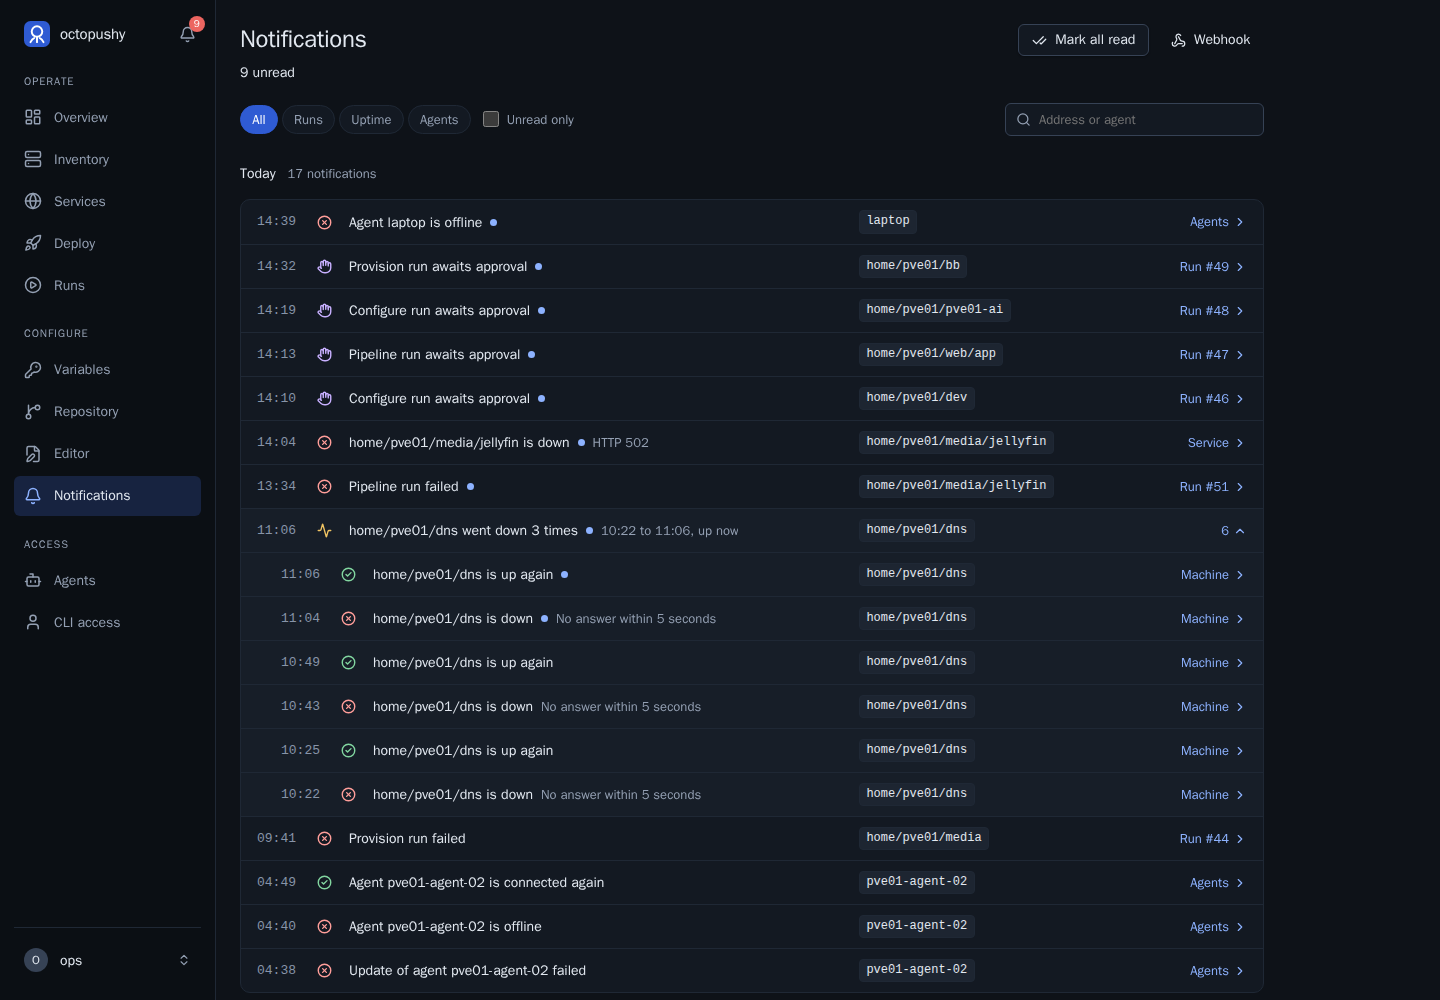 octopushy
9
OPERATE
Overview
Inventory
Services
Deploy
Runs
CONFIGURE
Variables
Repository
Editor
Notifications
ACCESS
Agents
CLI access
O
ops
Notifications
9 unread
Mark all read
Webhook
All
Runs
Uptime
Agents
Unread only
Address or agent
Today 17 notifications
14:39 Agent laptop is offline laptop Agents
14:32 Provision run awaits approval home/pve01/bb Run #49
14:19 Configure run awaits approval home/pve01/pve01-ai Run #48
14:13 Pipeline run awaits approval home/pve01/web/app Run #47
14:10 Configure run awaits approval home/pve01/dev Run #46
14:04 home/pve01/media/jellyfin is down HTTP 502 home/pve01/media/jellyfin Service
13:34 Pipeline run failed home/pve01/media/jellyfin Run #51
11:06 home/pve01/dns went down 3 times 10:22 to 11:06, up now home/pve01/dns 6
11:06 home/pve01/dns is up again home/pve01/dns Machine
11:04 home/pve01/dns is down No answer within 5 seconds home/pve01/dns Machine
10:49 home/pve01/dns is up again home/pve01/dns Machine
10:43 home/pve01/dns is down No answer within 5 seconds home/pve01/dns Machine
10:25 home/pve01/dns is up again home/pve01/dns Machine
10:22 home/pve01/dns is down No answer within 5 seconds home/pve01/dns Machine
09:41 Provision run failed home/pve01/media Run #44
04:49 Agent pve01-agent-02 is connected again pve01-agent-02 Agents
04:40 Agent pve01-agent-02 is offline pve01-agent-02 Agents
04:38 Update of agent pve01-agent-02 failed pve01-agent-02 Agents